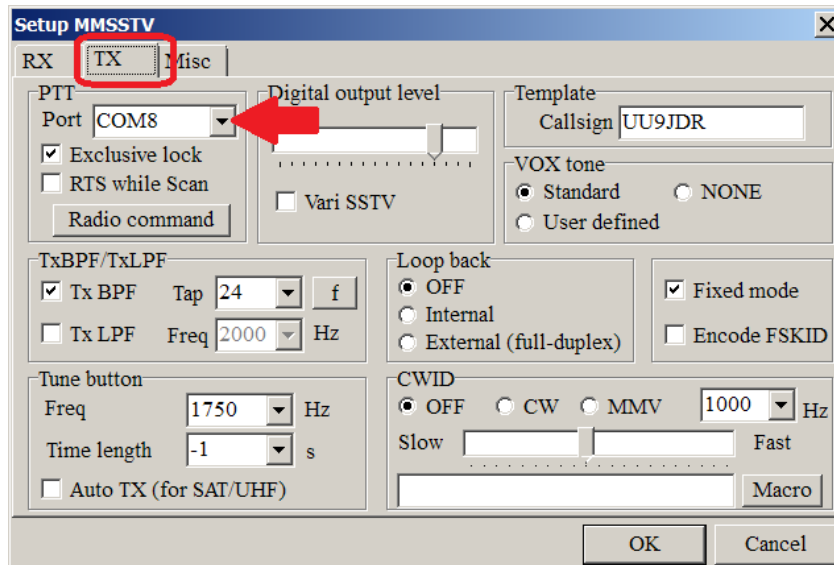 Setup MMSSTV
RX TX Misc
PTT
Port COM8
Exclusive lock
RTS while Scan
Radio command
Digital output level
Vari SSTV
Template
Callsign UU9JDR
VOX tone
Standard NONE
User defined
TxBPF/TxLPF
Tx BPF Tap 24 f
Tx LPF Freq 2000 Hz
Loop back
OFF
Internal
External (full-duplex)
Fixed mode
Encode FSKID
Tune button
Freq 1750 Hz
Time length -1 s
Auto TX (for SAT/UHF)
CWID
OFF CW MMV 1000 Hz
Slow Fast
Macro
OK Cancel